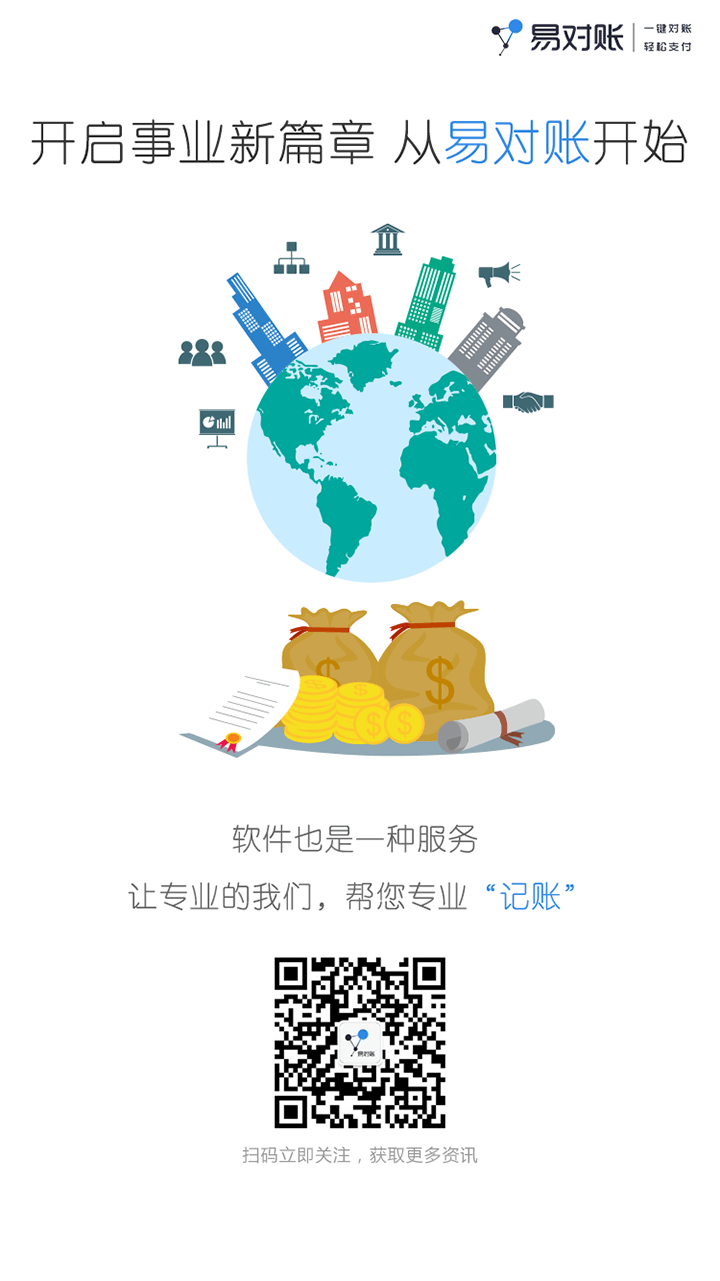 易对账
一键对账
轻松支付
开启事业新篇章 从易对账开始
$ $
$ $ $
软件也是一种服务
让专业的我们，帮您专业“记账”
易对账
扫码立即关注，获取更多资讯